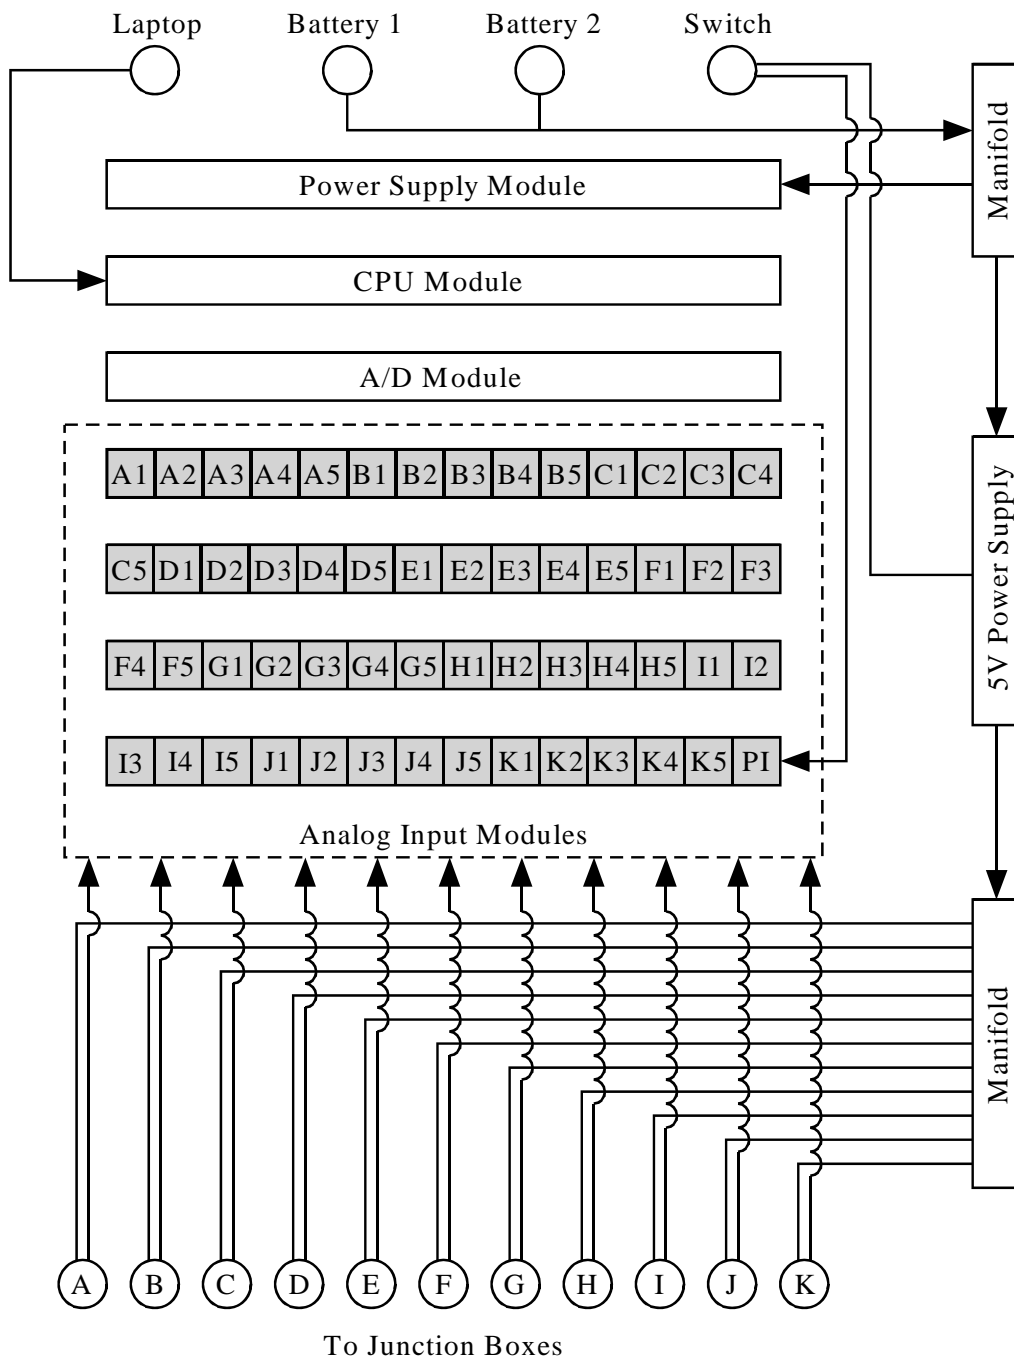 Laptop Battery 1 Battery 2 Switch
Manifold
Power Supply Module
CPU Module
A/D Module
A1 A2 A3 A4 A5 B1 B2 B3 B4 B5 C1 C2 C3 C4
C5 D1 D2 D3 D4 D5 E1 E2 E3 E4 E5 F1 F2 F3
5V Power Supply
F4 F5 G1 G2 G3 G4 G5 H1 H2 H3 H4 H5 I1 I2
I3 I4 I5 J1 J2 J3 J4 J5 K1 K2 K3 K4 K5 PI
Analog Input Modules
Manifold
A B C D E F G H I J K
To Junction Boxes